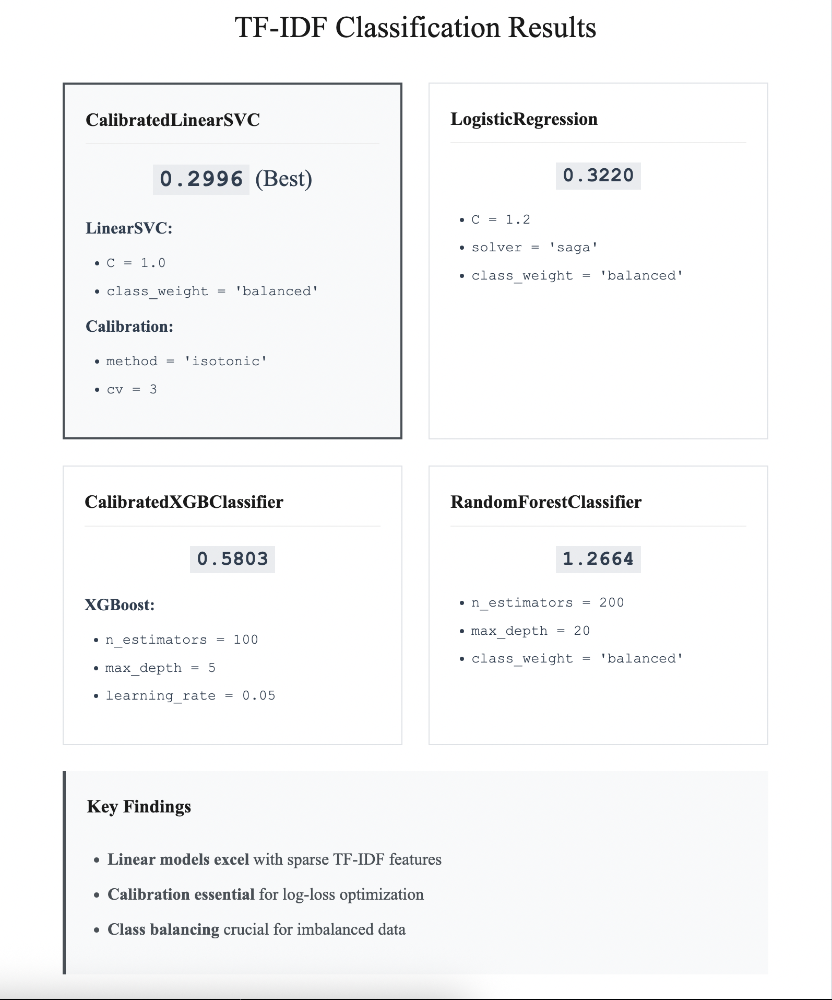 TF-IDF Classification Results
CalibratedLinearSVC
0.2996 (Best)
LinearSVC:
• C = 1.0
• class_weight = 'balanced'
Calibration:
• method = 'isotonic'
• cv = 3
LogisticRegression
0.3220
• C = 1.2
• solver = 'saga'
• class_weight = 'balanced'
CalibratedXGBClassifier
0.5803
XGBoost:
• n_estimators = 100
• max_depth = 5
• learning_rate = 0.05
RandomForestClassifier
1.2664
• n_estimators = 200
• max_depth = 20
• class_weight = 'balanced'
Key Findings
• Linear models excel with sparse TF-IDF features
• Calibration essential for log-loss optimization
• Class balancing crucial for imbalanced data